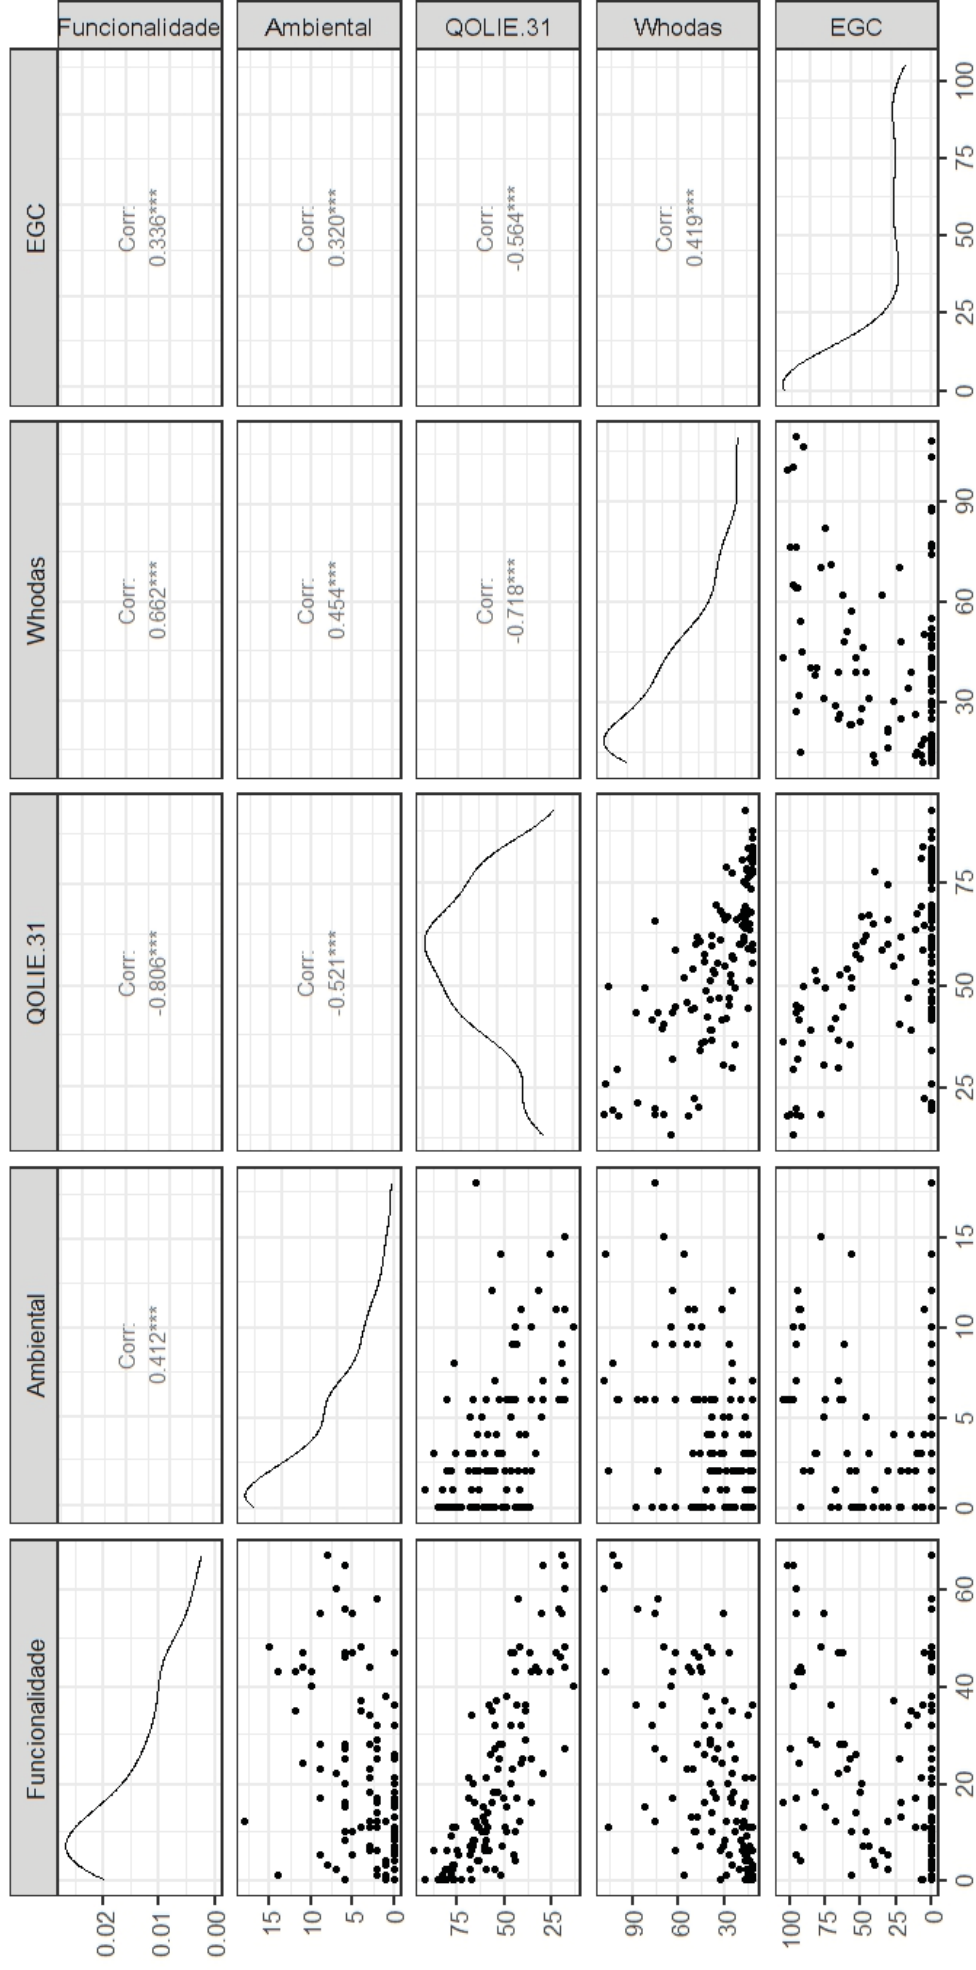 Funcionalidade
Ambiental
QOLIE.31
Whodas
EGC
0.02
0.01
0.00
Corr:
0.412***
Corr:
-0.806***
Corr:
0.662***
Corr:
0.336***
Funcionalidade
15
10
5
0
Corr:
-0.521***
Corr:
0.454***
Corr:
0.320***
Ambiental
75
50
25
Corr:
-0.718***
Corr:
-0.564***
QOLIE.31
90
60
30
Corr:
0.419***
Whodas
100
75
50
25
0
EGC
0
20
40
60
0
5
10
15
25
50
75
30
60
90
0
25
50
75
100